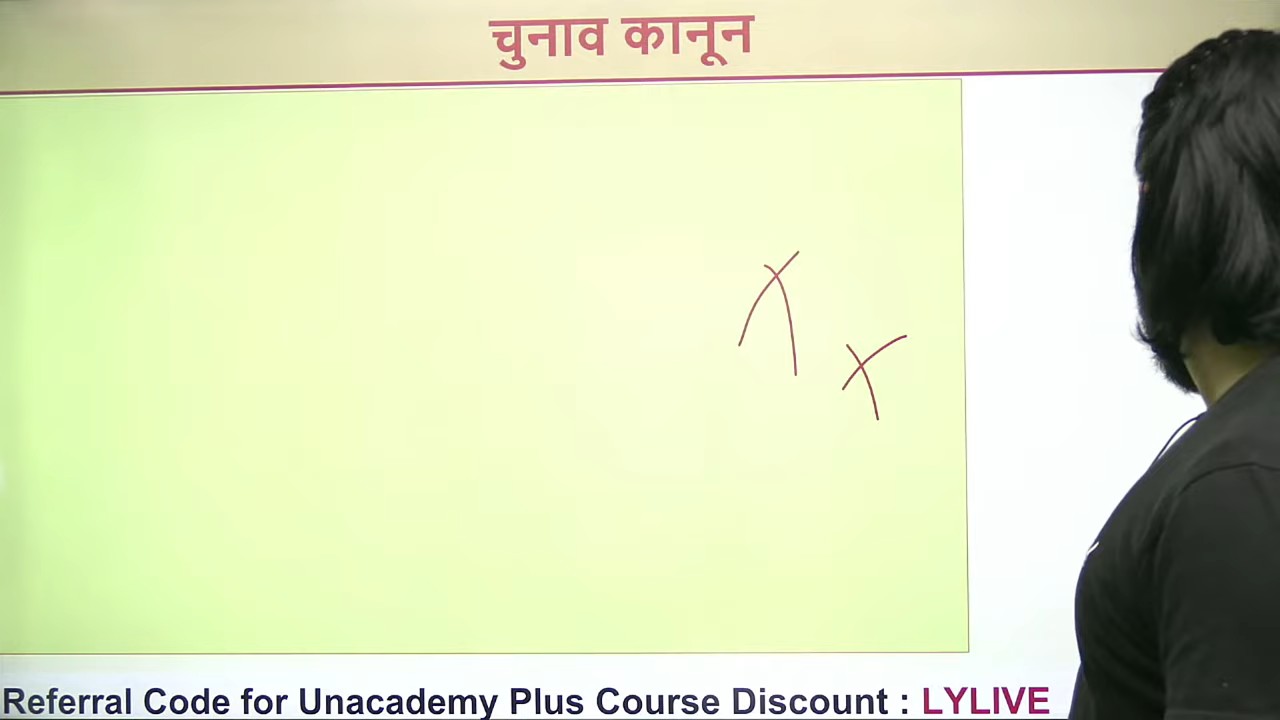 चुनाव कानून
Referral Code for Unacademy Plus Course Discount : LYLIVE